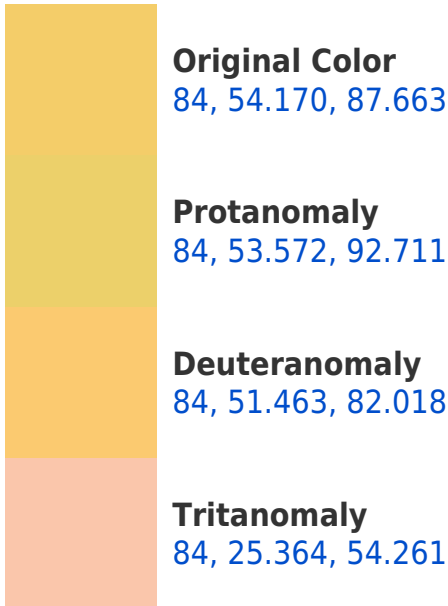 Original Color
84, 54.170, 87.663
Protanomaly
84, 53.572, 92.711
Deuteranomaly
84, 51.463, 82.018
Tritanomaly
84, 25.364, 54.261